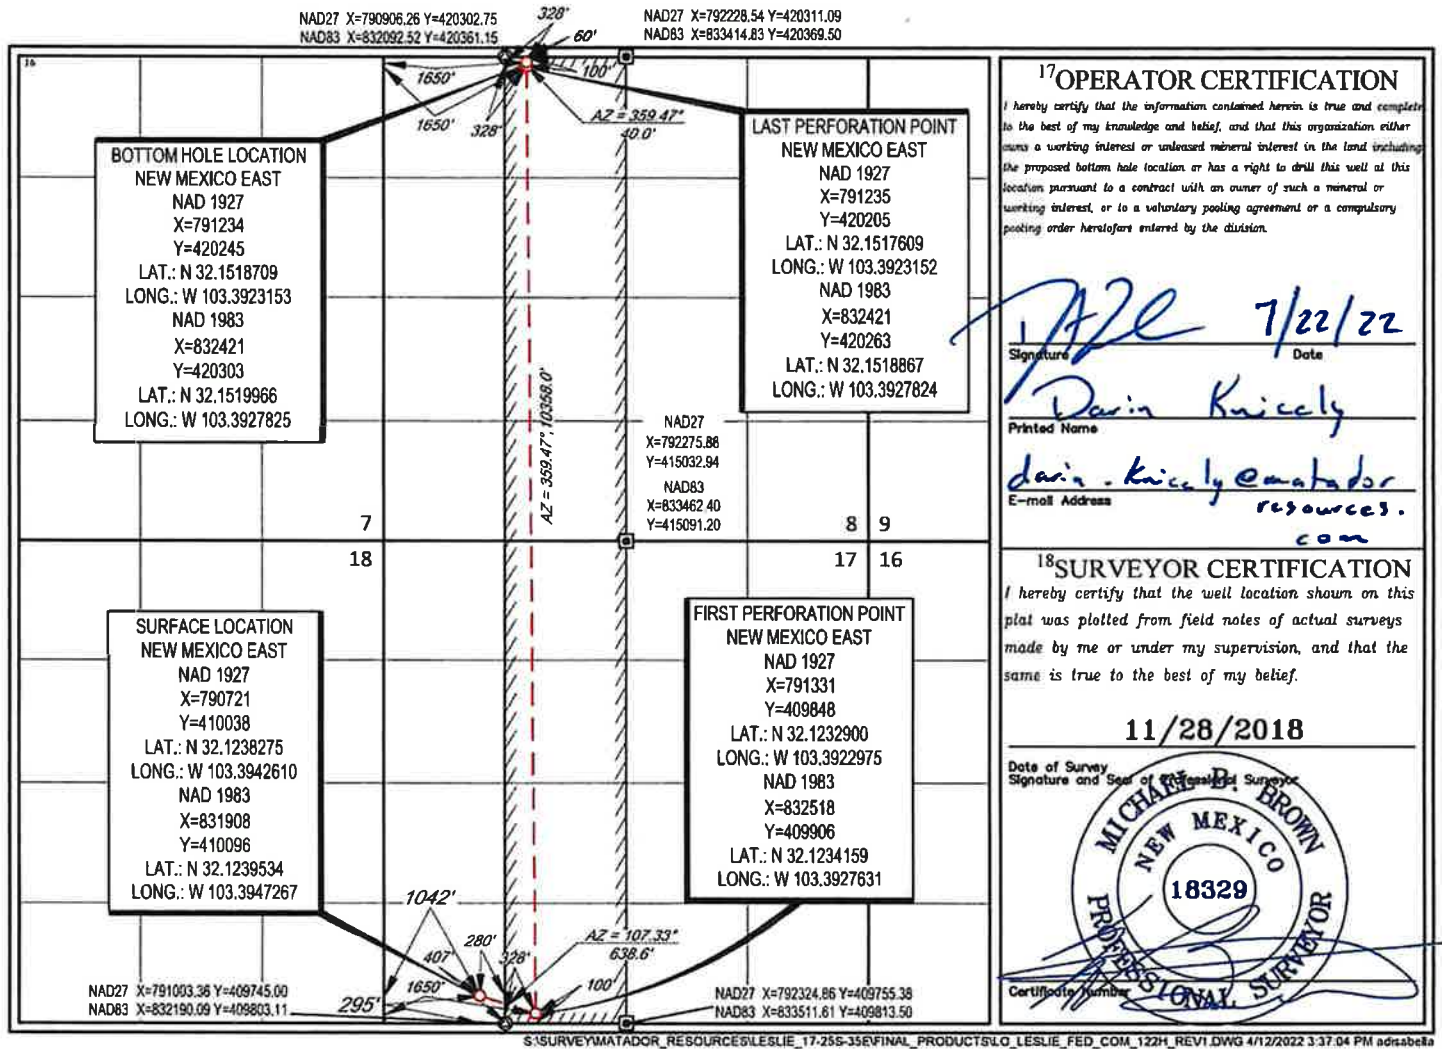 NAD27 X=790906.26 Y=420302.75
NAD83 X=832092.52 Y=420361.15
328'
60'
NAD27 X=792228.54 Y=420311.09
NAD83 X=833414.83 Y=420369.50
16
1650'
100'
1650'
328'
AZ = 359.47°
40.0'
BOTTOM HOLE LOCATION
NEW MEXICO EAST
NAD 1927
X=791234
Y=420245
LAT.: N 32.1518709
LONG.: W 103.3923153
NAD 1983
X=832421
Y=420303
LAT.: N 32.1519966
LONG.: W 103.3927825
LAST PERFORATION POINT
NEW MEXICO EAST
NAD 1927
X=791235
Y=420205
LAT.: N 32.1517609
LONG.: W 103.3923152
NAD 1983
X=832421
Y=420263
LAT.: N 32.1518867
LONG.: W 103.3927824
AZ = 359.47°, 10358.0'
NAD27
X=792275.88
Y=415032.94
NAD83
X=833462.40
Y=415091.20
7
8 9
18
17 16
SURFACE LOCATION
NEW MEXICO EAST
NAD 1927
X=790721
Y=410038
LAT.: N 32.1238275
LONG.: W 103.3942610
NAD 1983
X=831908
Y=410096
LAT.: N 32.1239534
LONG.: W 103.3947267
FIRST PERFORATION POINT
NEW MEXICO EAST
NAD 1927
X=791331
Y=409848
LAT.: N 32.1232900
LONG.: W 103.3922975
NAD 1983
X=832518
Y=409906
LAT.: N 32.1234159
LONG.: W 103.3927631
1042'
280'
407'
328'
1650'
295'
100'
AZ = 107.33°
638.6'
NAD27 X=791003.36 Y=409745.00
NAD83 X=832190.09 Y=409803.11
NAD27 X=792324.86 Y=409755.38
NAD83 X=833511.61 Y=409813.50
17 OPERATOR CERTIFICATION
I hereby certify that the information contained herein is true and complete
to the best of my knowledge and belief, and that this organization either
owns a working interest or unleased mineral interest in the land including
the proposed bottom hole location or has a right to drill this well at this
location pursuant to a contract with an owner of such a mineral or
working interest, or to a voluntary pooling agreement or a compulsory
pooling order heretofore entered by the division.
7/22/22
Signature Date
Darin Knicely
Printed Name
darin.knicely@matador
resources.
com
E-mail Address
18 SURVEYOR CERTIFICATION
I hereby certify that the well location shown on this
plat was plotted from field notes of actual surveys
made by me or under my supervision, and that the
same is true to the best of my belief.
11/28/2018
Date of Survey
Signature and Seal of Professional Surveyor
MICHAEL B. BROWN
NEW MEXICO
18329
PROFESSIONAL SURVEYOR
Certificate Number
S:\SURVEY\MATADOR_RESOURCES\LESLIE_17-25S-35E\FINAL_PRODUCTS\LO_LESLIE_FED_COM_122H_REV1.DWG 4/12/2022 3:37:04 PM adisabella